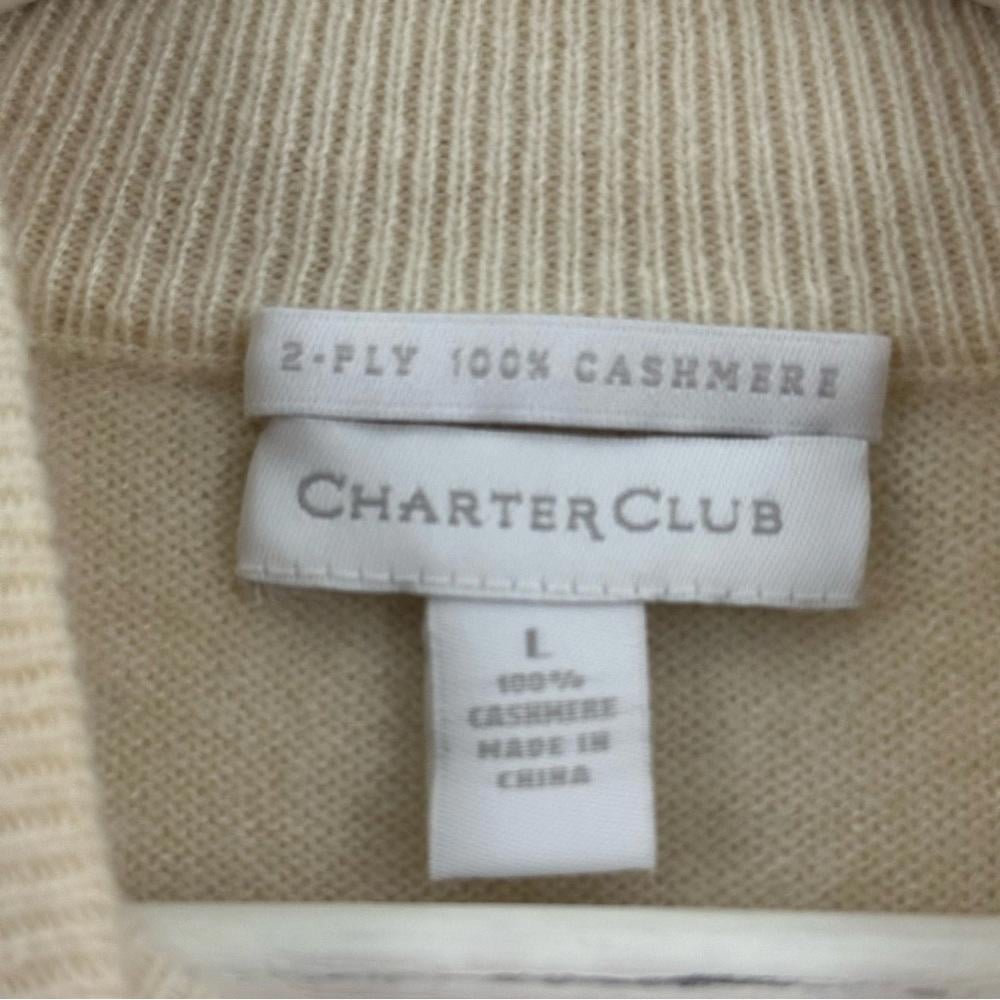 2-PLY 100% CASHMERE
CHARTER CLUB
L
100%
CASHMERE
MADE IN
CHINA